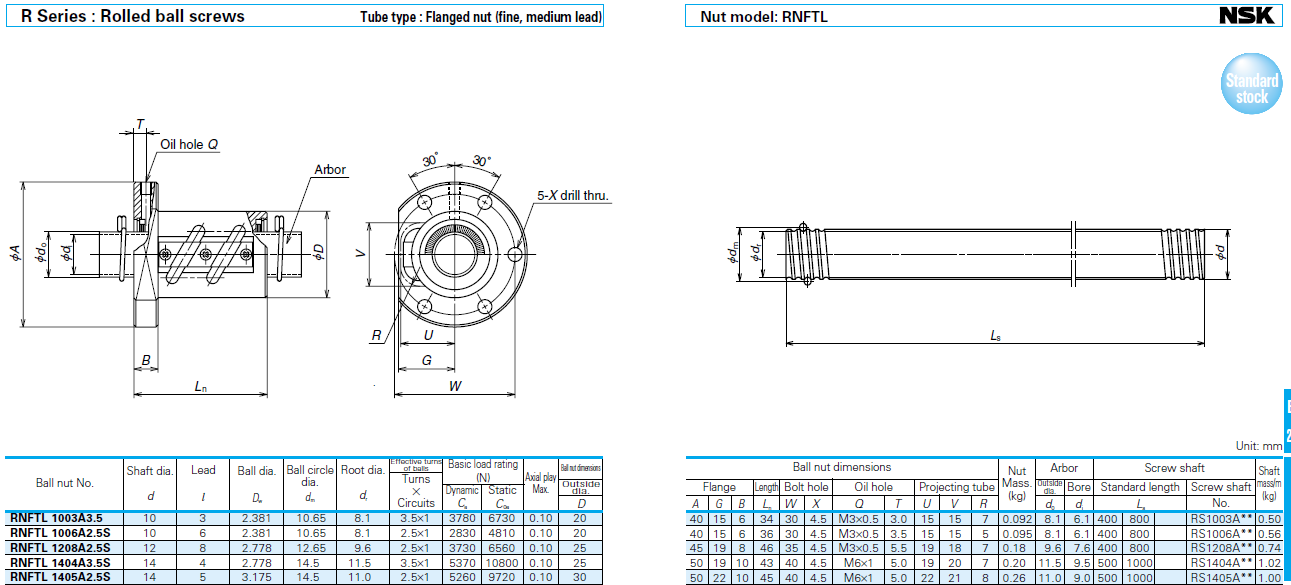 R Series : Rolled ball screws Tube type : Flanged nut (fine, medium lead)
Nut model: RNFTL NSK
Standard
stock
T
Oil hole Q
Arbor
φA
φdo
φdi
φD
B
Ln
30° 30°
5-X drill thru.
V
R
U
G
W
φdm
φdr
φd
Ls
Unit: mm
Ball nut No. Shaft dia. d Lead l Ball dia. Dw Ball circle dia. dm Root dia. dr Effective turns of balls Turns × Circuits Basic load rating (N) Dynamic Ca Static C0a Axial play Max. Ball nut dimensions Outside dia. D
RNFTL 1003A3.5 10 3 2.381 10.65 8.1 3.5×1 3780 6730 0.10 20
RNFTL 1006A2.5S 10 6 2.381 10.65 8.1 2.5×1 2830 4810 0.10 20
RNFTL 1208A2.5S 12 8 2.778 12.65 9.6 2.5×1 3730 6560 0.10 25
RNFTL 1404A3.5S 14 4 2.778 14.5 11.5 3.5×1 5370 10800 0.10 25
RNFTL 1405A2.5S 14 5 3.175 14.5 11.0 2.5×1 5260 9720 0.10 30
Ball nut dimensions Nut Mass. (kg) Arbor Screw shaft Shaft mass/m (kg)
Flange Length Bolt hole Oil hole Projecting tube Outside dia. Bore Standard length Screw shaft No.
A G B Ln W X Q T U V R do di Ls
40 15 6 34 30 4.5 M3×0.5 3.0 15 15 7 0.092 8.1 6.1 400 800 RS1003A** 0.50
40 15 6 36 30 4.5 M3×0.5 3.0 15 15 5 0.095 8.1 6.1 400 800 RS1006A** 0.56
45 19 8 46 35 4.5 M3×0.5 5.5 19 18 7 0.18 9.6 7.6 400 800 RS1208A** 0.74
50 19 10 43 40 4.5 M6×1 5.0 19 20 7 0.20 11.5 9.5 500 1000 RS1404A** 1.02
50 22 10 45 40 4.5 M6×1 5.0 22 21 8 0.26 11.0 9.0 500 1000 RS1405A** 1.00